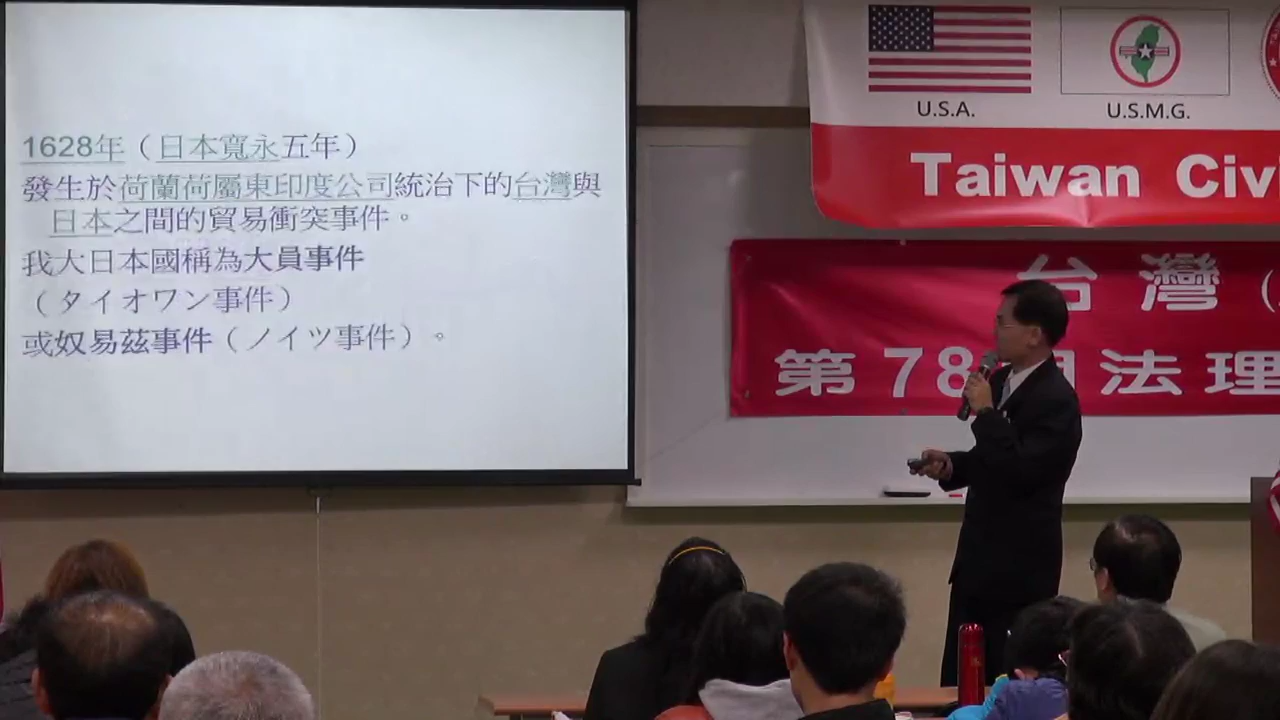 1628年（日本寬永五年）
發生於荷蘭荷屬東印度公司統治下的台灣與
日本之間的貿易衝突事件。
我大日本國稱為大員事件
（タイオワン事件）
或奴易茲事件（ノイツ事件）。
U.S.A.
U.S.M.G.
Taiwan Civ
台灣（
第78 法理